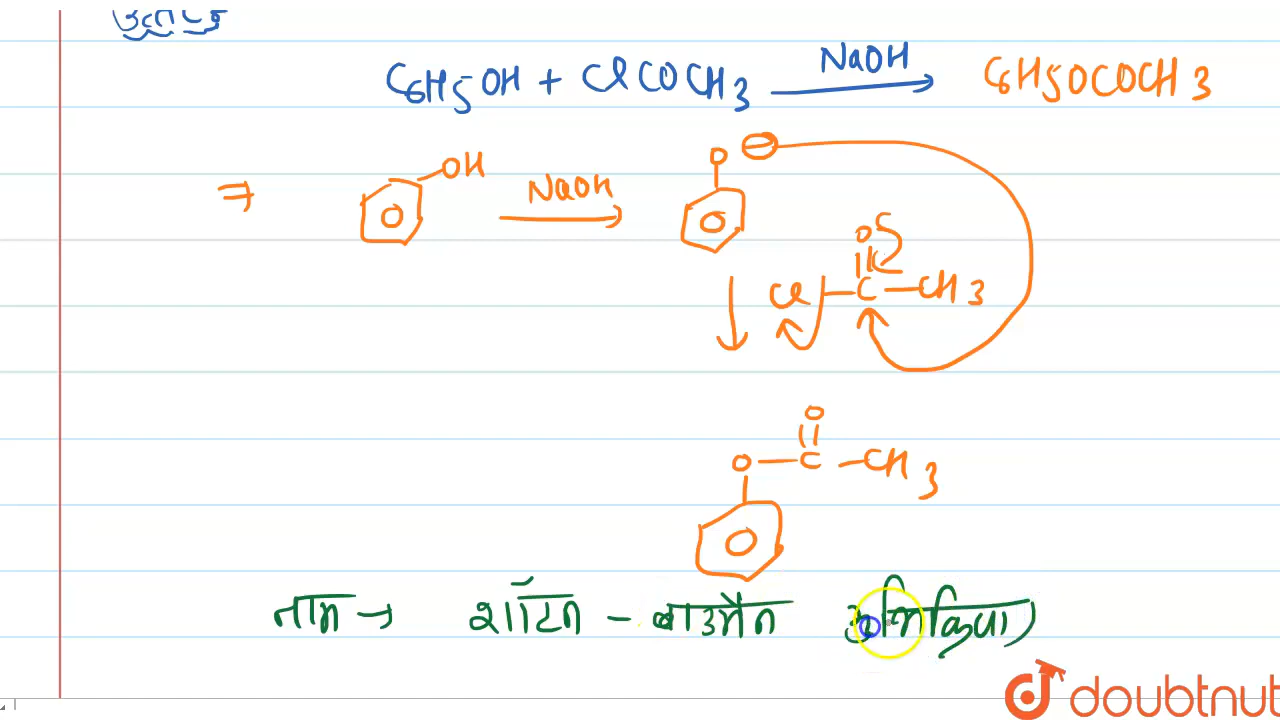 C6H5OH + ClCOCH3 NaOH C6H5OCOCH3
⇒ OH NaOH O ⊖
O
Cl C CH3
O
O C CH3
नाम → शॉटन - बाउमैन अभिक्रिया
doubtnut